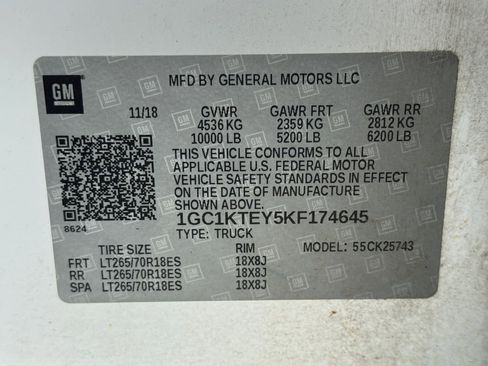 GM
MFD BY GENERAL MOTORS LLC
11/18 GVWR GAWR FRT GAWR RR
4536 KG 2359 KG 2812 KG
10000 LB 5200 LB 6200 LB
THIS VEHICLE CONFORMS TO ALL
APPLICABLE U.S. FEDERAL MOTOR
VEHICLE SAFETY STANDARDS IN EFFECT
ON THE DATE OF MANUFACTURE
SHOWN ABOVE.
8624
1GC1KTEY5KF174645
TYPE: TRUCK MODEL: 55CK25743
TIRE SIZE RIM
FRT LT265/70R18ES 18X8J
RR LT265/70R18ES 18X8J
SPA LT265/70R18ES 18X8J